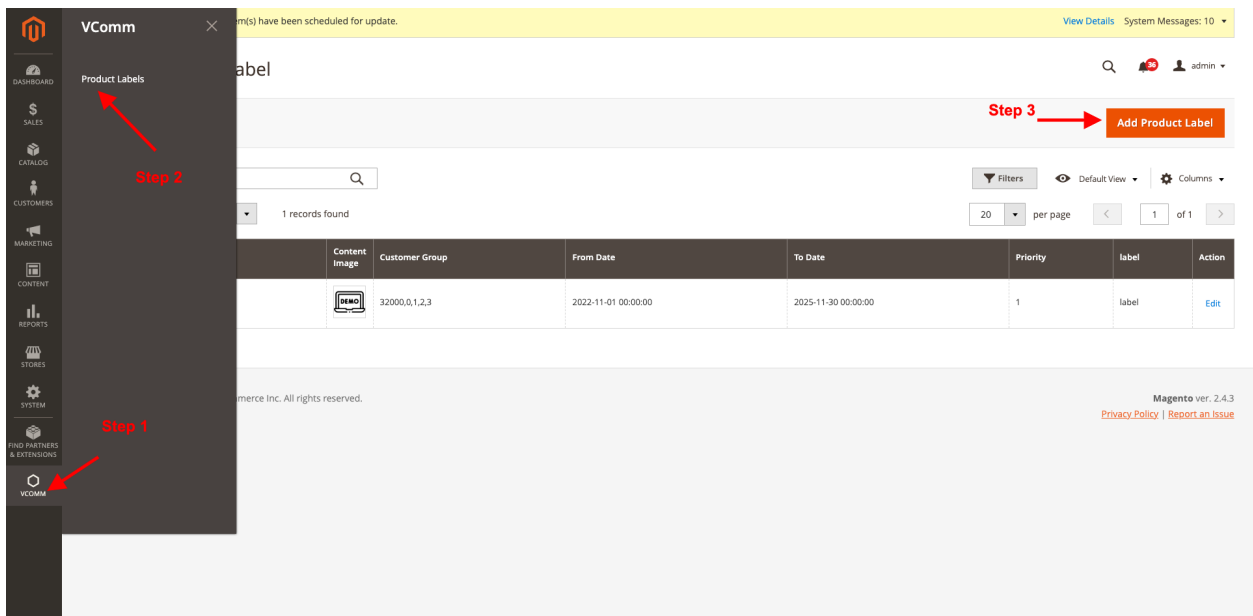 VComm
em(s) have been scheduled for update.
View Details System Messages: 10
DASHBOARD
Product Labels
abel
36
admin
$
SALES
Step 3
Add Product Label
CATALOG
Step 2
Filters
Default View
Columns
CUSTOMERS
1 records found
20
per page
1
of 1
MARKETING
Content Image
Customer Group
From Date
To Date
Priority
label
Action
CONTENT
DEMO
32000,0,1,2,3
2022-11-01 00:00:00
2025-11-30 00:00:00
1
label
Edit
REPORTS
STORES
SYSTEM
merce Inc. All rights reserved.
Magento ver. 2.4.3
Privacy Policy | Report an Issue
Step 1
FIND PARTNERS
& EXTENSIONS
VCOMM